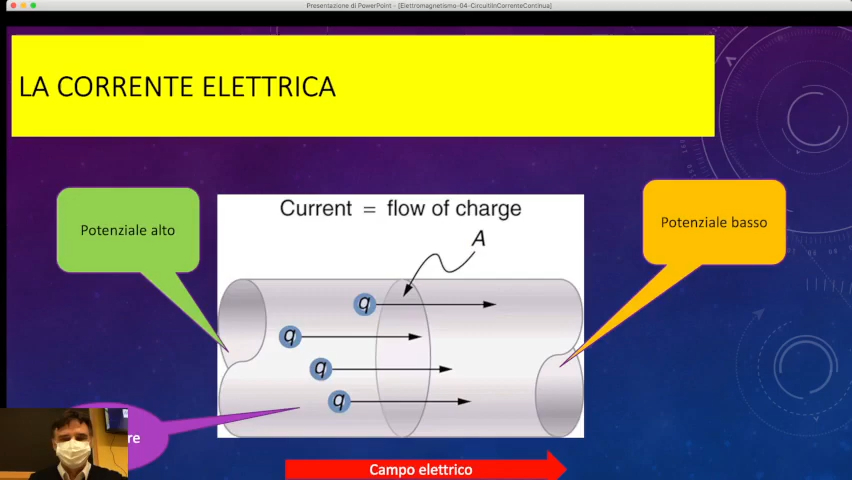 Presentazione di PowerPoint - [Elettromagnetismo-04-CircuitiInCorrenteContinua]
LA CORRENTE ELETTRICA
Potenziale alto
Potenziale basso
Current = flow of charge
A
q
q
q
q
re
Campo elettrico